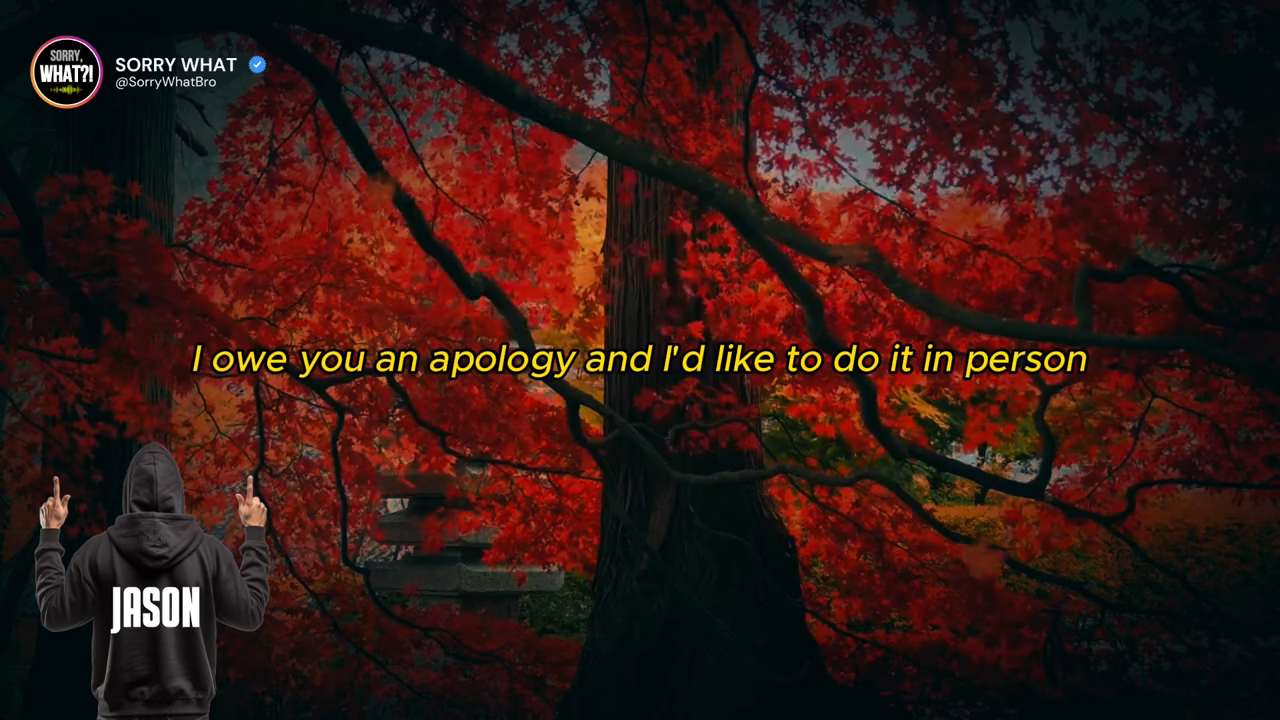 SORRY,
WHAT?!
SORRY WHAT
@SorryWhatBro
I owe you an apology and I'd like to do it in person
JASON